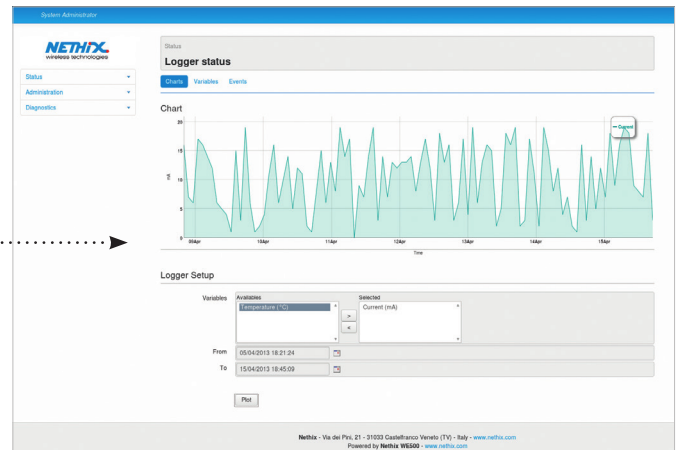 System Administrator
NETHIX
wireless technologies
Status
Administration
Diagnostics
Status
Logger status
Charts Variables Events
Chart
Current
20
15
mA
10
5
0
09Apr 10Apr 11Apr 12Apr 13Apr 14Apr 15Apr
Time
Logger Setup
Variables
Availables Selected
Temperature (°C) Current (mA)
>
<
From 05/04/2013 18:21:24
To 15/04/2013 18:45:09
Plot
Nethix - Via dei Pini, 21 - 31033 Castelfranco Veneto (TV) - Italy - www.nethix.com
Powered by Nethix WE500 - www.nethix.com